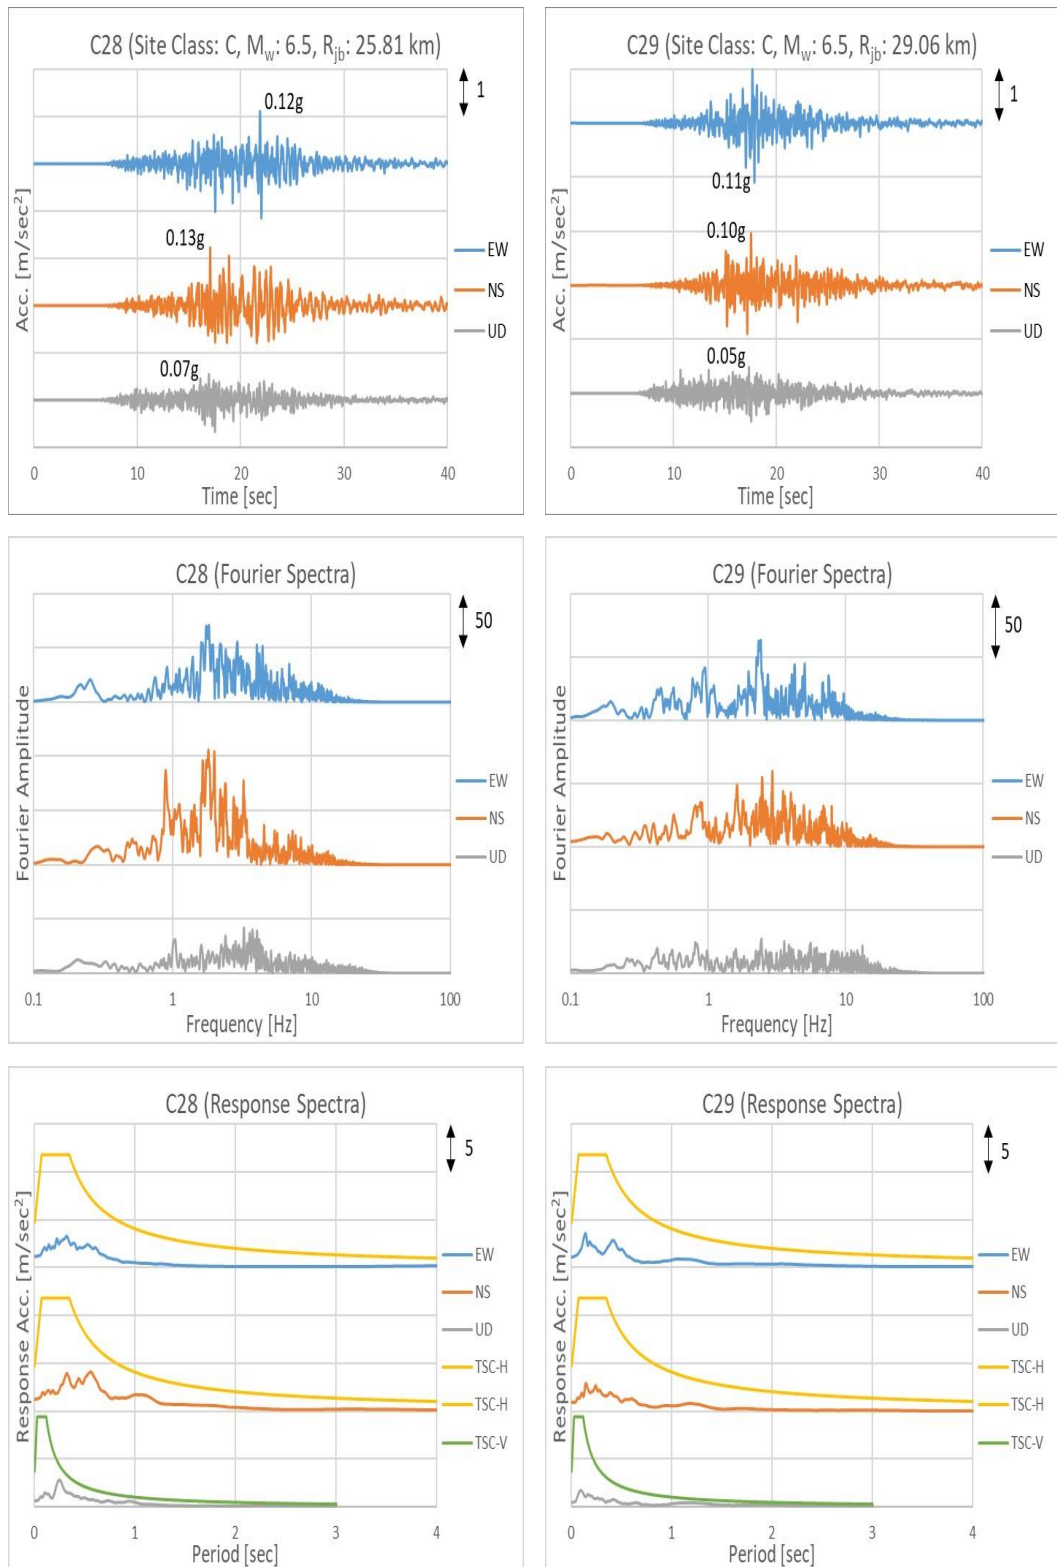 C28 (Site Class: C, Mw: 6.5, Rjb: 25.81 km)
1
0.12g
0.13g
0.07g
Acc. [m/sec²]
EW
NS
UD
0 10 20 30 40
Time [sec]
C29 (Site Class: C, Mw: 6.5, Rjb: 29.06 km)
1
0.11g
0.10g
0.05g
Acc. [m/sec²]
EW
NS
UD
0 10 20 30 40
Time [sec]
C28 (Fourier Spectra)
50
Fourier Amplitude
EW
NS
UD
0.1 1 10 100
Frequency [Hz]
C29 (Fourier Spectra)
50
Fourier Amplitude
EW
NS
UD
0.1 1 10 100
Frequency [Hz]
C28 (Response Spectra)
5
Response Acc. [m/sec²]
EW
NS
UD
TSC-H
TSC-H
TSC-V
0 1 2 3 4
Period [sec]
C29 (Response Spectra)
5
Response Acc. [m/sec²]
EW
NS
UD
TSC-H
TSC-H
TSC-V
0 1 2 3 4
Period [sec]